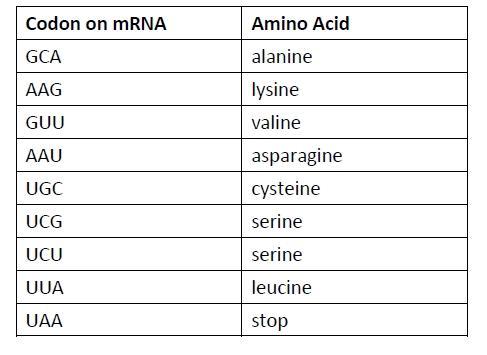 Codon on mRNA Amino Acid
GCA alanine
AAG lysine
GUU valine
AAU asparagine
UGC cysteine
UCG serine
UCU serine
UUA leucine
UAA stop